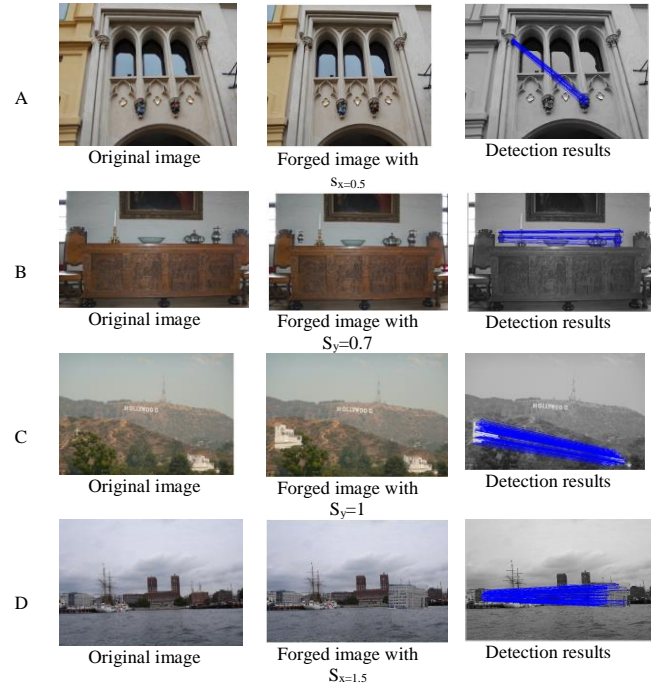 A
Original image Forged image with Detection results
sx=0.5
B
Original image Forged image with Detection results
Sy=0.7
HOLLYWOOD HOLLYWOOD
C
Original image Forged image with Detection results
Sy=1
D
Original image Forged image with Detection results
Sx=1.5